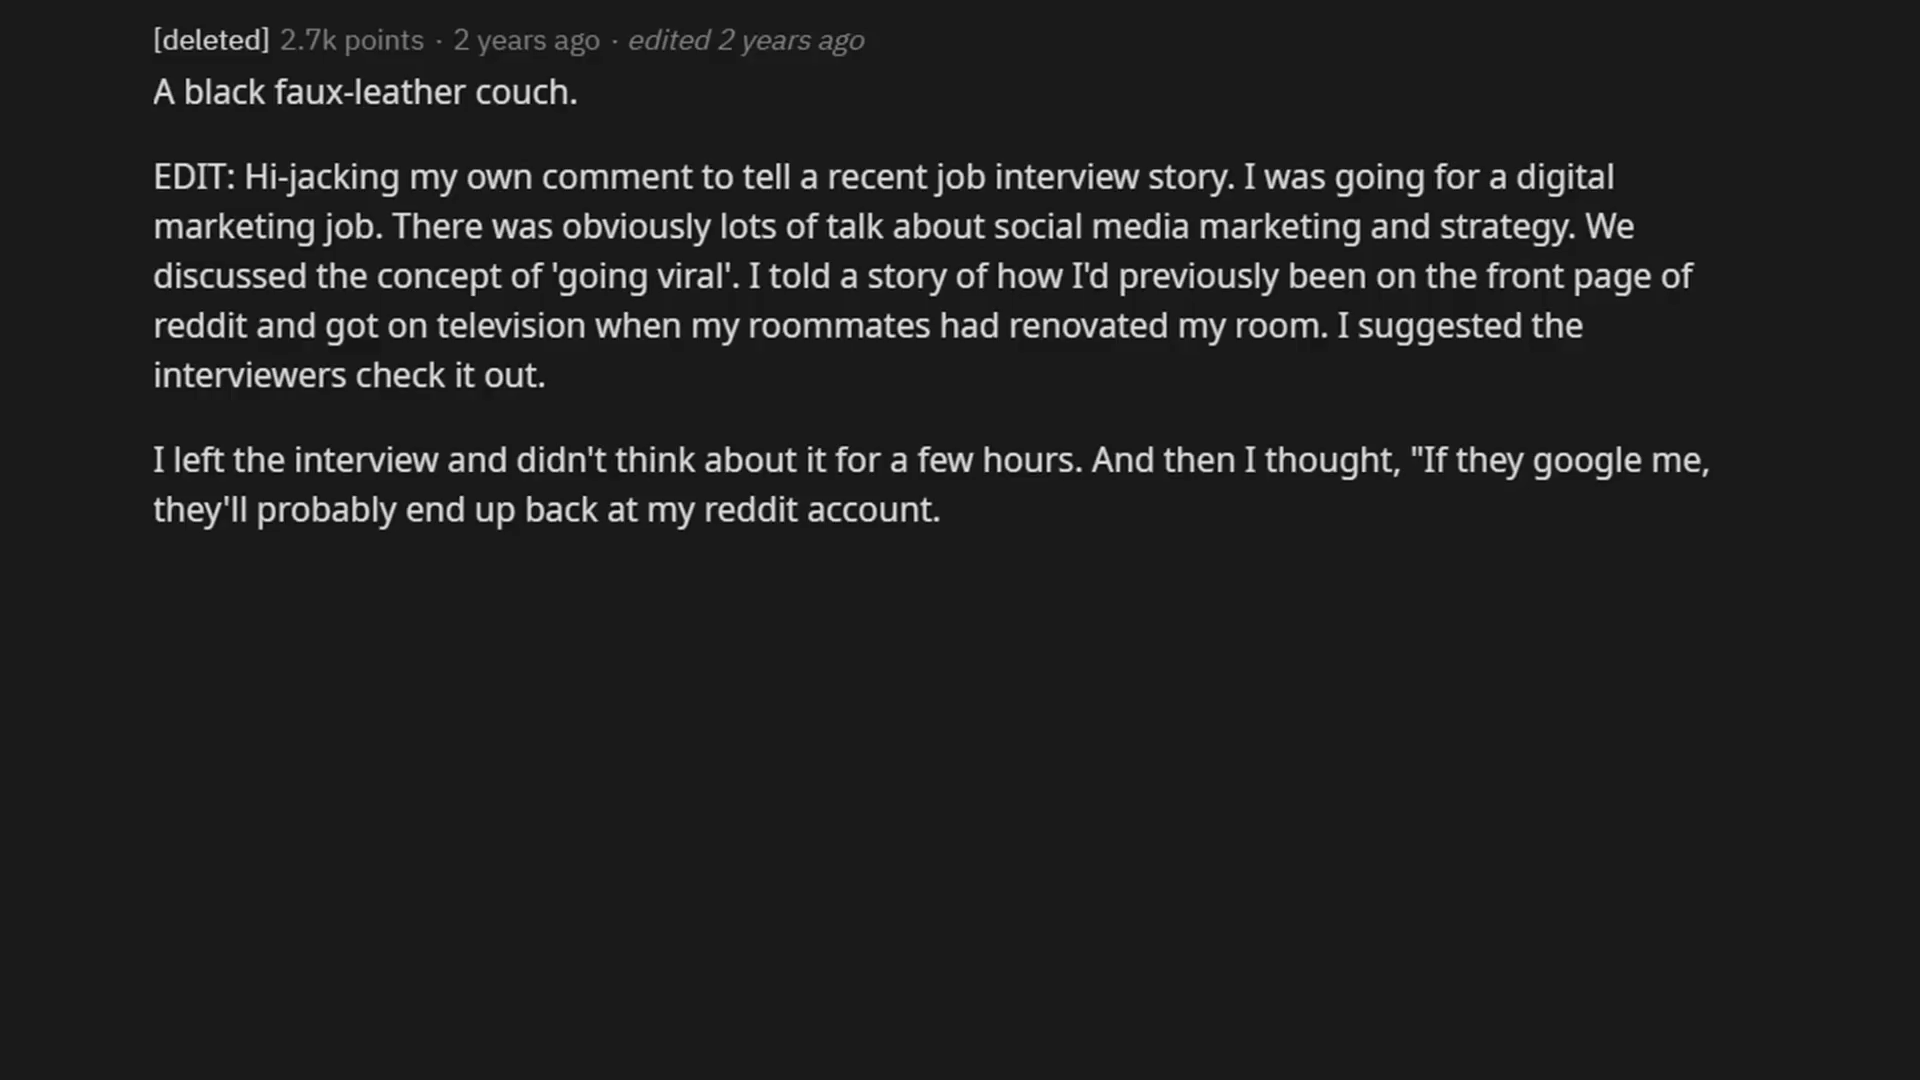 [deleted] 2.7k points · 2 years ago · edited 2 years ago
A black faux-leather couch.
EDIT: Hi-jacking my own comment to tell a recent job interview story. I was going for a digital
marketing job. There was obviously lots of talk about social media marketing and strategy. We
discussed the concept of 'going viral'. I told a story of how I'd previously been on the front page of
reddit and got on television when my roommates had renovated my room. I suggested the
interviewers check it out.
I left the interview and didn't think about it for a few hours. And then I thought, "If they google me,
they'll probably end up back at my reddit account.